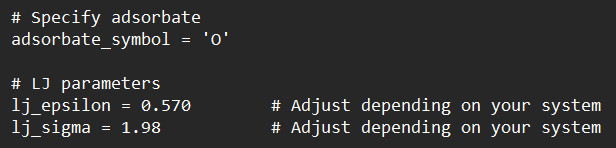 # Specify adsorbate
adsorbate_symbol = 'O'
# LJ parameters
lj_epsilon = 0.570        # Adjust depending on your system
lj_sigma = 1.98           # Adjust depending on your system